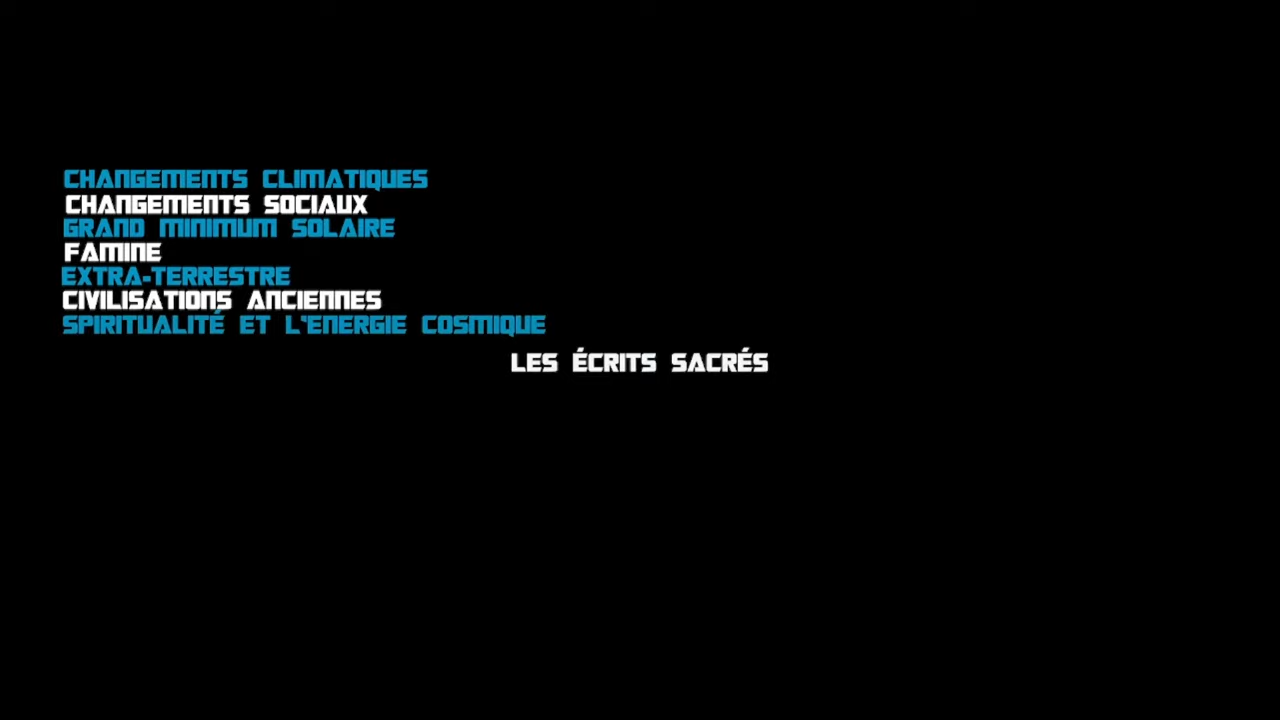 CHANGEMENTS CLIMATIQUES
CHANGEMENTS SOCIAUX
GRAND MINIMUM SOLAIRE
FAMINE
EXTRA-TERRESTRE
CIVILISATIONS ANCIENNES
SPIRITUALITÉ ET L'ENERGIE COSMIQUE
LES ÉCRITS SACRÉS